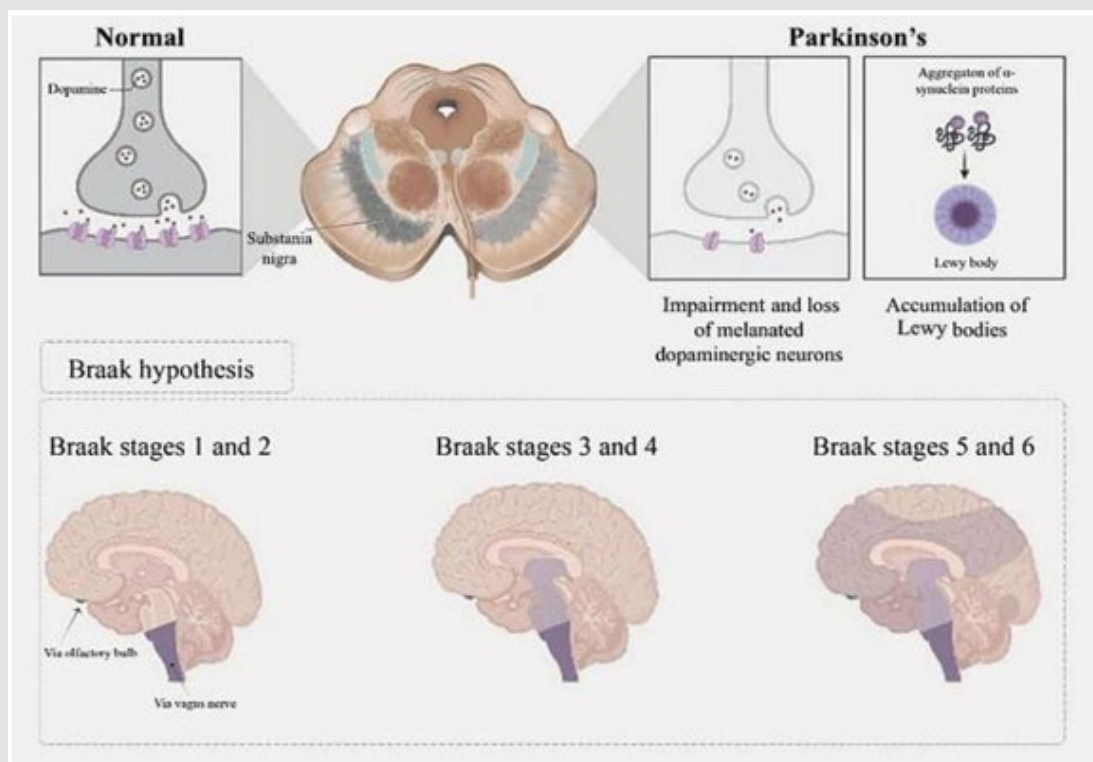 Normal
Parkinson's
Dopamine
Aggregaton of α-
synuclein proteins
Substania
nigra
Lewy body
Impairment and loss
of melanated
dopaminergic neurons
Accumulation of
Lewy bodies
Braak hypothesis
Braak stages 1 and 2
Braak stages 3 and 4
Braak stages 5 and 6
Via olfactory bulb
Via vagus nerve